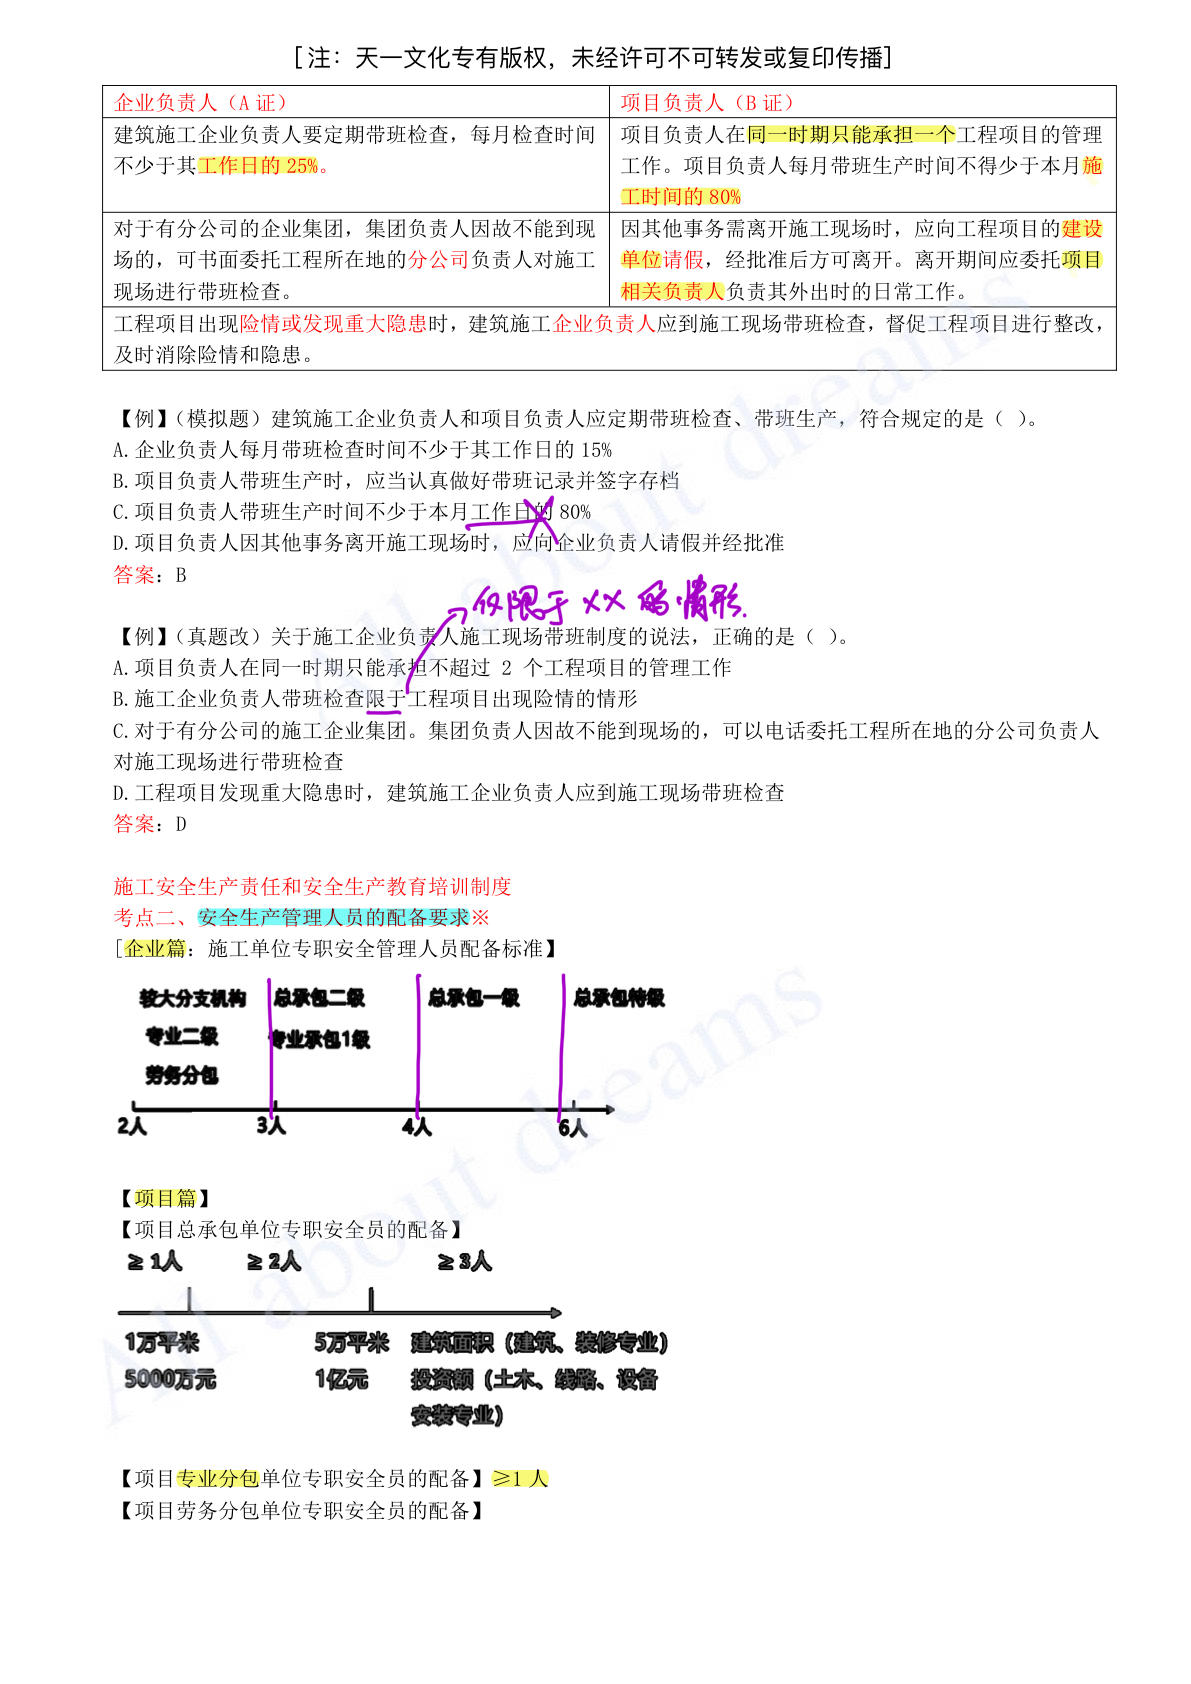 [注：天一文化专有版权，未经许可不可转发或复印传播]
企业负责人（A 证）
项目负责人（B 证）
建筑施工企业负责人要定期带班检查，每月检查时间
不少于其工作日的 25%。
项目负责人在同一时期只能承担一个工程项目的管理
工作。项目负责人每月带班生产时间不得少于本月施
工时间的 80%
对于有分公司的企业集团，集团负责人因故不能到现
场的，可书面委托工程所在地的分公司负责人对施工
现场进行带班检查。
因其他事务需离开施工现场时，应向工程项目的建设
单位请假，经批准后方可离开。离开期间应委托项目
相关负责人负责其外出时的日常工作。
工程项目出现险情或发现重大隐患时，建筑施工企业负责人应到施工现场带班检查，督促工程项目进行整改，
及时消除险情和隐患。
【例】（模拟题）建筑施工企业负责人和项目负责人应定期带班检查、带班生产，符合规定的是（ ）。
A.企业负责人每月带班检查时间不少于其工作日的 15%
B.项目负责人带班生产时，应当认真做好带班记录并签字存档
C.项目负责人带班生产时间不少于本月工作日的 80%
D.项目负责人因其他事务离开施工现场时，应向企业负责人请假并经批准
答案：B
仅限于 XX 的情形.
【例】（真题改）关于施工企业负责人施工现场带班制度的说法，正确的是（ ）。
A.项目负责人在同一时期只能承担不超过 2 个工程项目的管理工作
B.施工企业负责人带班检查限于工程项目出现险情的情形
C.对于有分公司的施工企业集团。集团负责人因故不能到现场的，可以电话委托工程所在地的分公司负责人
对施工现场进行带班检查
D.工程项目发现重大隐患时，建筑施工企业负责人应到施工现场带班检查
答案：D
施工安全生产责任和安全生产教育培训制度
考点二、安全生产管理人员的配备要求※
[企业篇：施工单位专职安全管理人员配备标准】
较大分支机构 总承包二级 总承包一级 总承包特级
专业二级 专业承包1级
劳务分包
2人 3人 4人 6人
【项目篇】
【项目总承包单位专职安全员的配备】
≥ 1人 ≥ 2人 ≥ 3人
1万平米 5万平米 建筑面积（建筑、装修专业）
5000万元 1亿元 投资额（土木、线路、设备
安装专业）
【项目专业分包单位专职安全员的配备】≥1 人
【项目劳务分包单位专职安全员的配备】
All about dreams
All about dreams